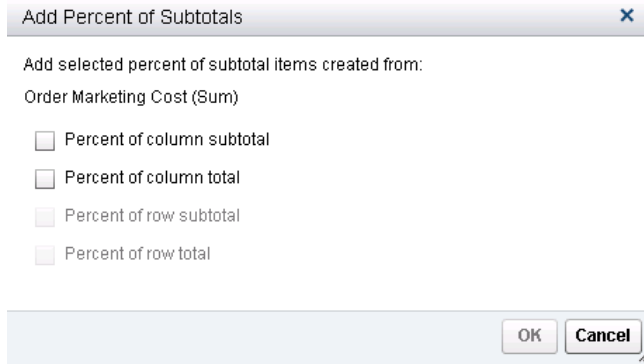 Add Percent of Subtotals
Add selected percent of subtotal items created from:
Order Marketing Cost (Sum)
Percent of column subtotal
Percent of column total
Percent of row subtotal
Percent of row total
OK Cancel